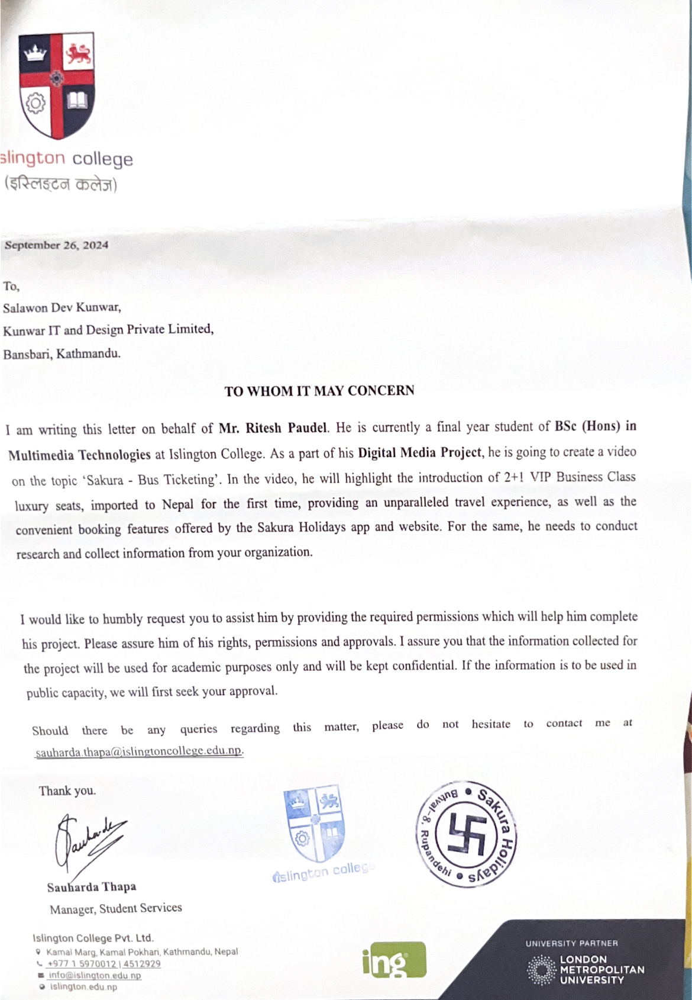 slington college
(इस्लिङ्टन कलेज)
September 26, 2024
To,
Salawon Dev Kunwar,
Kunwar IT and Design Private Limited,
Bansbari, Kathmandu.
TO WHOM IT MAY CONCERN
I am writing this letter on behalf of Mr. Ritesh Paudel. He is currently a final year student of BSc (Hons) in
Multimedia Technologies at Islington College. As a part of his Digital Media Project, he is going to create a video
on the topic ‘Sakura - Bus Ticketing’. In the video, he will highlight the introduction of 2+1 VIP Business Class
luxury seats, imported to Nepal for the first time, providing an unparalleled travel experience, as well as the
convenient booking features offered by the Sakura Holidays app and website. For the same, he needs to conduct
research and collect information from your organization.
I would like to humbly request you to assist him by providing the required permissions which will help him complete
his project. Please assure him of his rights, permissions and approvals. I assure you that the information collected for
the project will be used for academic purposes only and will be kept confidential. If the information is to be used in
public capacity, we will first seek your approval.
Should there be any queries regarding this matter, please do not hesitate to contact me at
sauharda.thapa@islingtoncollege.edu.np.
Thank you.
Sauharda
islington colleg
Sakura Holidays • Butwal-8, Rupandehi •
Sauharda Thapa
Manager, Student Services
Islington College Pvt. Ltd.
Kamal Marg, Kamal Pokhari, Kathmandu, Nepal
+977 1 5970012 | 4512929
info@islington.edu.np
islington.edu.np
ing
UNIVERSITY PARTNER
LONDON
METROPOLITAN
UNIVERSITY